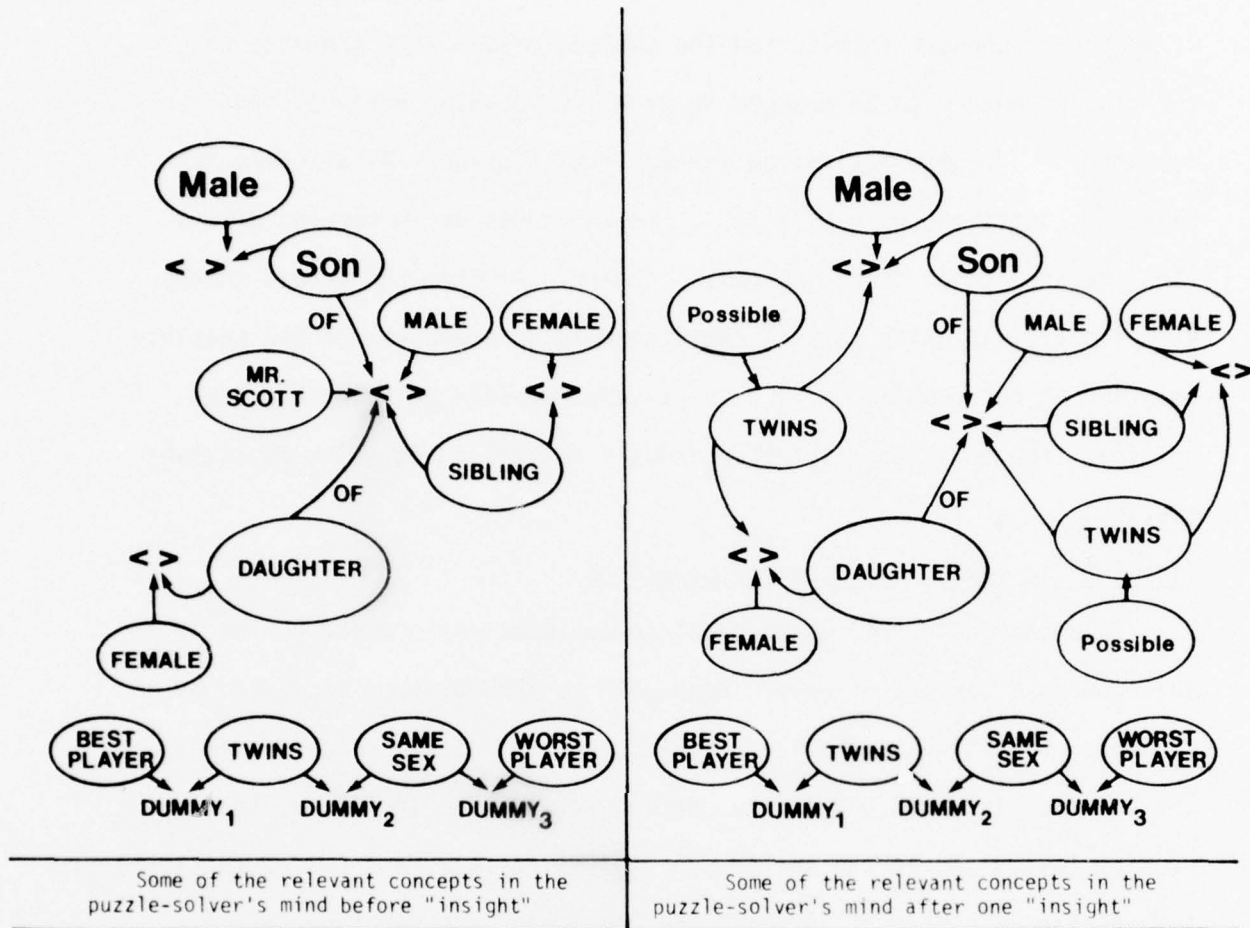 Male
< >
Son
OF
MALE
FEMALE
MR.
SCOTT
< >
< >
SIBLING
OF
< >
DAUGHTER
FEMALE
BEST
PLAYER
TWINS
SAME
SEX
WORST
PLAYER
DUMMY1
DUMMY2
DUMMY3
Some of the relevant concepts in the
puzzle-solver's mind before "insight"
Male
< >
Son
Possible
OF
MALE
FEMALE
< >
TWINS
< >
SIBLING
OF
TWINS
< >
DAUGHTER
FEMALE
Possible
BEST
PLAYER
TWINS
SAME
SEX
WORST
PLAYER
DUMMY1
DUMMY2
DUMMY3
Some of the relevant concepts in the
puzzle-solver's mind after one "insight"